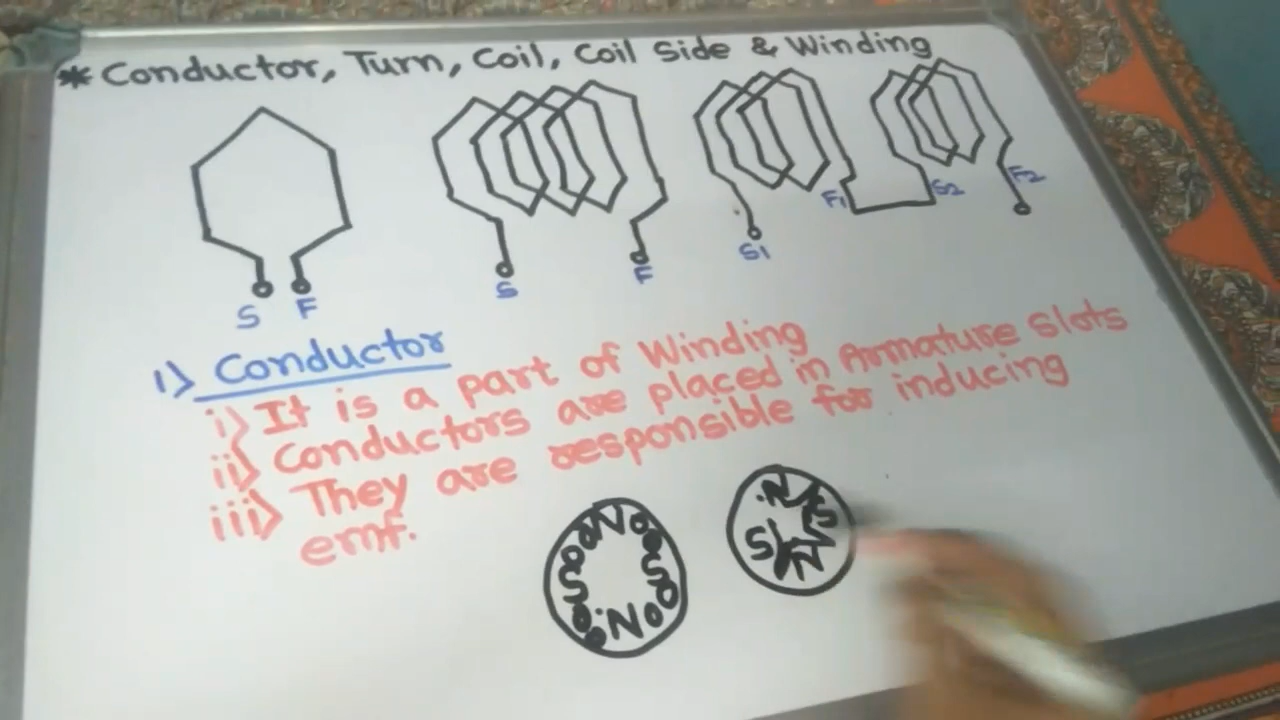 * Conductor, Turn, Coil, Coil Side & Winding
S F
S F
S1 F1 S2 F2
1) Conductor
i) It is a part of Winding
ii) Conductors are placed in Armature Slots
iii) They are responsible for inducing
emf.
N
S S
N
N
S S
N